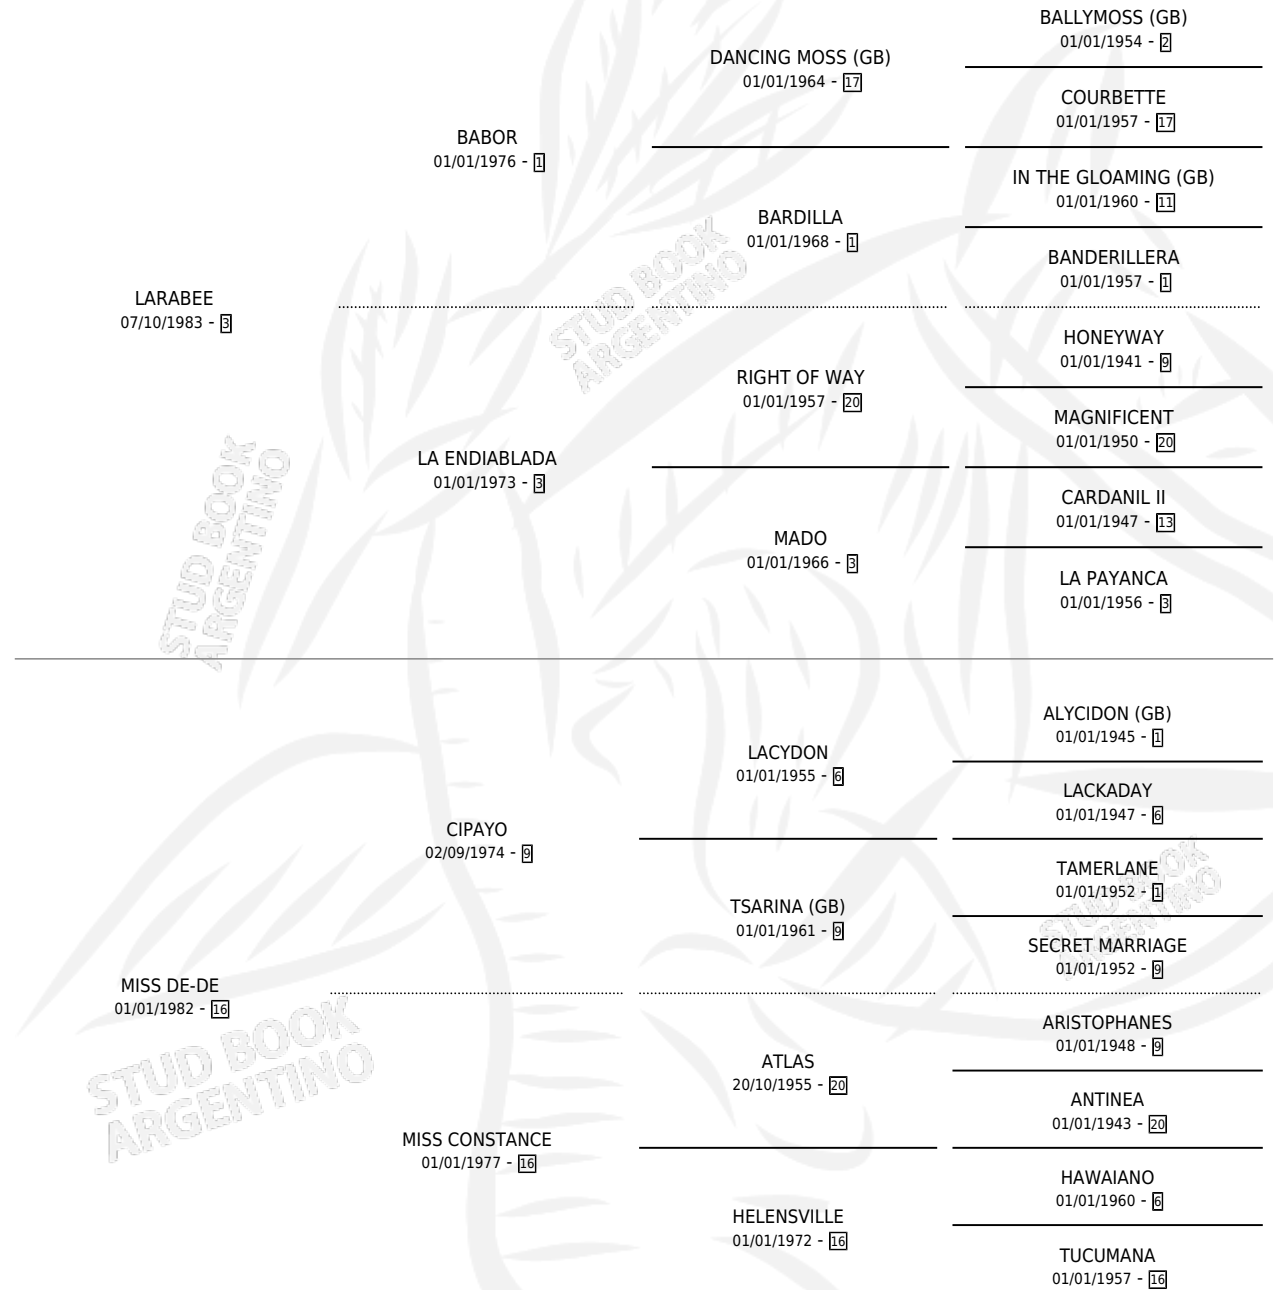 BALLYMOSS (GB)
01/01/1954 - 2
DANCING MOSS (GB)
01/01/1964 - 17
COURBETTE
01/01/1957 - 17
BABOR
01/01/1976 - 1
IN THE GLOAMING (GB)
01/01/1960 - 11
BARDILLA
01/01/1968 - 1
BANDERILLERA
01/01/1957 - 1
LARABEE
07/10/1983 - 3
STUD BOOK
ARGENTINO
HONEYWAY
01/01/1941 - 9
RIGHT OF WAY
01/01/1957 - 20
MAGNIFICENT
01/01/1950 - 20
LA ENDIABLADA
01/01/1973 - 3
CARDANIL II
01/01/1947 - 13
MADO
01/01/1966 - 3
LA PAYANCA
01/01/1956 - 3
STUD BOOK
ARGENTINO
ALYCIDON (GB)
01/01/1945 - 1
LACYDON
01/01/1955 - 6
LACKADAY
01/01/1947 - 6
CIPAYO
02/09/1974 - 9
TAMERLANE
01/01/1952 - 1
TSARINA (GB)
01/01/1961 - 9
SECRET MARRIAGE
01/01/1952 - 9
STUD BOOK
ARGENTINO
MISS DE-DE
01/01/1982 - 16
ARISTOPHANES
01/01/1948 - 9
ATLAS
20/10/1955 - 20
ANTINEA
01/01/1943 - 20
MISS CONSTANCE
01/01/1977 - 16
HAWAIANO
01/01/1960 - 6
HELENSVILLE
01/01/1972 - 16
TUCUMANA
01/01/1957 - 16
STUD BOOK
ARGENTINO